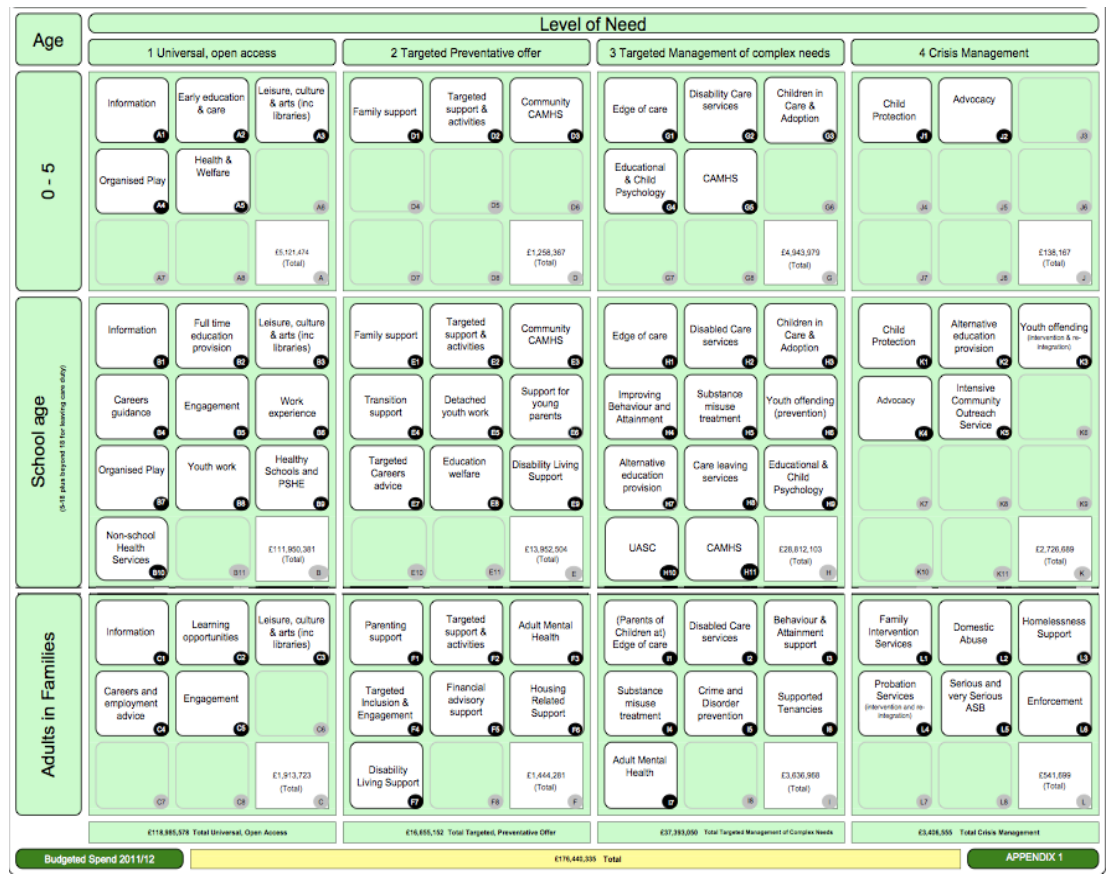 Age
Level of Need
1 Universal, open access
2 Targeted Preventative offer
3 Targeted Management of complex needs
4 Crisis Management
0 - 5
Information
A1
Early education
& care
A2
Leisure, culture
& arts (inc
libraries)
A3
Organised Play
A4
Health &
Welfare
A5
A6
A7
A8
£5,121,474
(Total)
A
Family support
D1
Targeted
support &
activities
D2
Community
CAMHS
D3
D4
D5
D6
D7
D8
£1,258,367
(Total)
D
Edge of care
G1
Disability Care
services
G2
Children in
Care &
Adoption
G3
Educational
& Child
Psychology
G4
CAMHS
G5
G6
G7
G8
£4,943,979
(Total)
G
Child
Protection
J1
Advocacy
J2
J3
J4
J5
J6
J7
J8
£138,167
(Total)
J
School age
(5-18 plus beyond 18 for leaving care duty)
Information
B1
Full time
education
provision
B2
Leisure, culture
& arts (inc
libraries)
B3
Careers
guidance
B4
Engagement
B5
Work
experience
B6
Organised Play
B7
Youth work
B8
Healthy
Schools and
PSHE
B9
Non-school
Health
Services
B10
B11
£111,950,381
(Total)
B
Family support
E1
Targeted
support &
activities
E2
Community
CAMHS
E3
Transition
support
E4
Detached
youth work
E5
Support for
young
parents
E6
Targeted
Careers
advice
E7
Education
welfare
E8
Disability Living
Support
E9
E10
E11
£13,952,504
(Total)
E
Edge of care
H1
Disabled Care
services
H2
Children in
Care &
Adoption
H3
Improving
Behaviour and
Attainment
H4
Substance
misuse
treatment
H5
Youth offending
(prevention)
H6
Alternative
education
provision
H7
Care leaving
services
H8
Educational &
Child
Psychology
H9
UASC
H10
CAMHS
H11
£28,812,103
(Total)
H
Child
Protection
K1
Alternative
education
provision
K2
Youth offending
(intervention & re-
integration)
K3
Advocacy
K4
Intensive
Community
Outreach
Service
K5
K6
K7
K8
K9
K10
K11
£2,726,689
(Total)
K
Adults in Families
Information
C1
Learning
opportunities
C2
Leisure, culture
& arts (inc
libraries)
C3
Careers and
employment
advice
C4
Engagement
C5
C6
C7
C8
£1,913,723
(Total)
C
Parenting
support
F1
Targeted
support &
activities
F2
Adult Mental
Health
F3
Targeted
Inclusion &
Engagement
F4
Financial
advisory
support
F5
Housing
Related
Support
F6
Disability
Living Support
F7
F8
£1,444,281
(Total)
F
(Parents of
Children at)
Edge of care
I1
Disabled Care
services
I2
Behaviour &
Attainment
support
I3
Substance
misuse
treatment
I4
Crime and
Disorder
prevention
I5
Supported
Tenancies
I6
Adult Mental
Health
I7
I8
£3,636,968
(Total)
I
Family
Intervention
Services
L1
Domestic
Abuse
L2
Homelessness
Support
L3
Probation
Services
(intervention and re-
integration)
L4
Serious and
very Serious
ASB
L5
Enforcement
L6
L7
L8
£541,699
(Total)
L
£118,985,578 Total Universal, Open Access
£16,655,152 Total Targeted, Preventative Offer
£37,393,050 Total Targeted Management of Complex Needs
£3,406,555 Total Crisis Management
Budgeted Spend 2011/12
£176,440,335 Total
APPENDIX 1